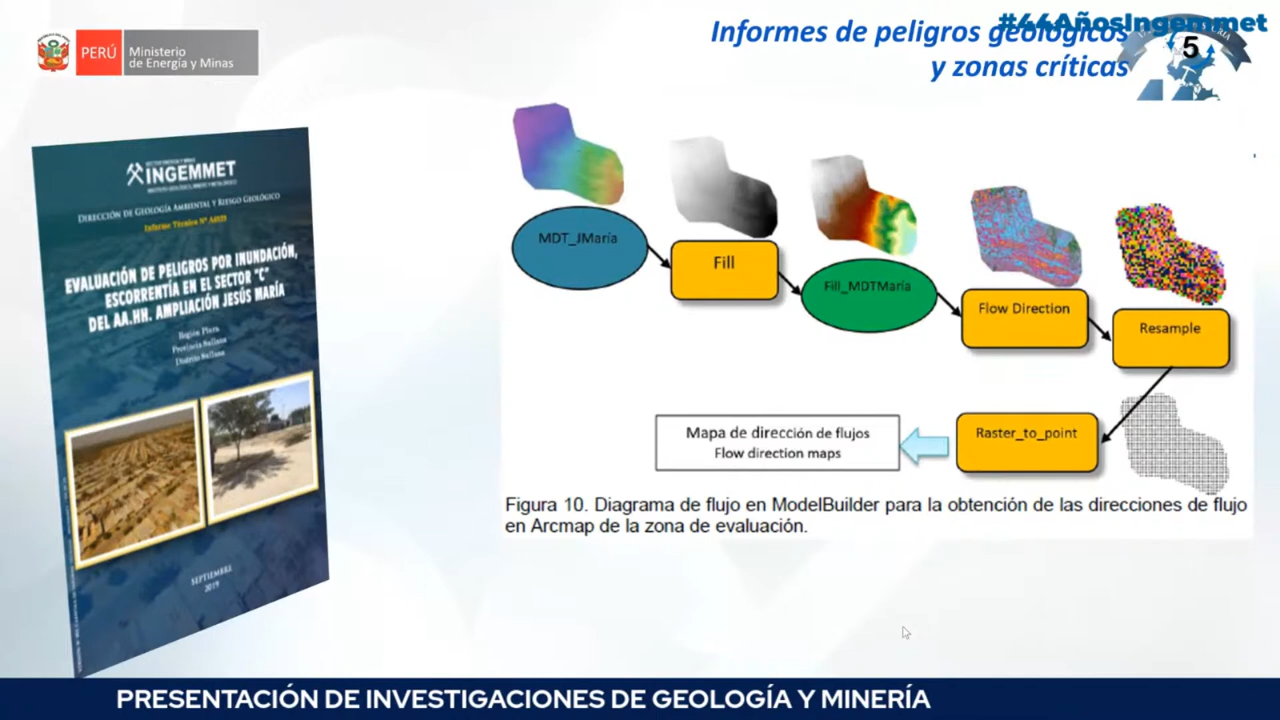 PERÚ
Ministerio
de Energía y Minas
Informes de peligros geológicos
y zonas críticas
#44AñosIngemmet
5
INGEMMET
DIRECCIÓN DE GEOLOGÍA AMBIENTAL Y RIESGO GEOLÓGICO
Informe Técnico Nº
EVALUACIÓN DE PELIGROS POR INUNDACIÓN,
ESCORRENTÍA EN EL SECTOR "C"
DEL AA.HH. AMPLIACIÓN JESÚS MARÍA
Región Piura
Provincia Sullana
Distrito Sullana
SEPTIEMBRE
2019
MDT_JMaría
Fill
Fill_MDTMaría
Flow Direction
Resample
Raster_to_point
Mapa de dirección de flujos
Flow direction maps
Figura 10. Diagrama de flujo en ModelBuilder para la obtención de las direcciones de flujo
en Arcmap de la zona de evaluación.
PRESENTACIÓN DE INVESTIGACIONES DE GEOLOGÍA Y MINERÍA